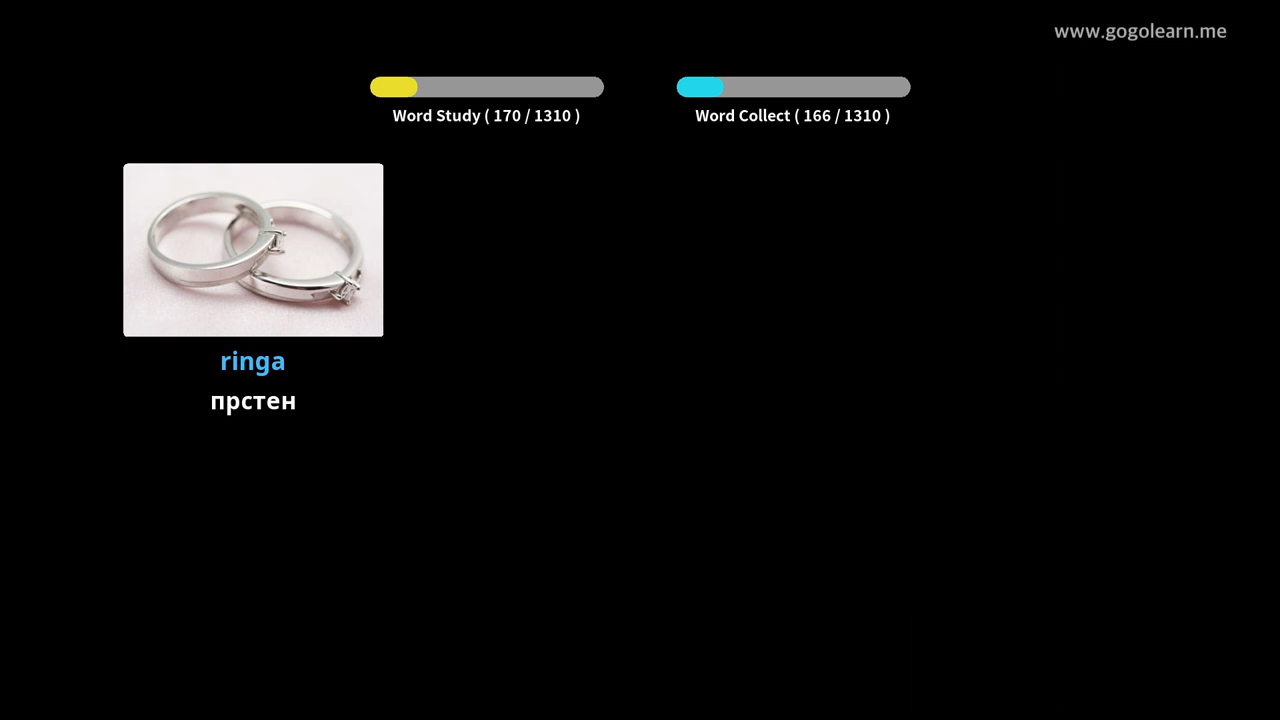 www.gogolearn.me
Word Study ( 170 / 1310 )
Word Collect ( 166 / 1310 )
ringa
прстен